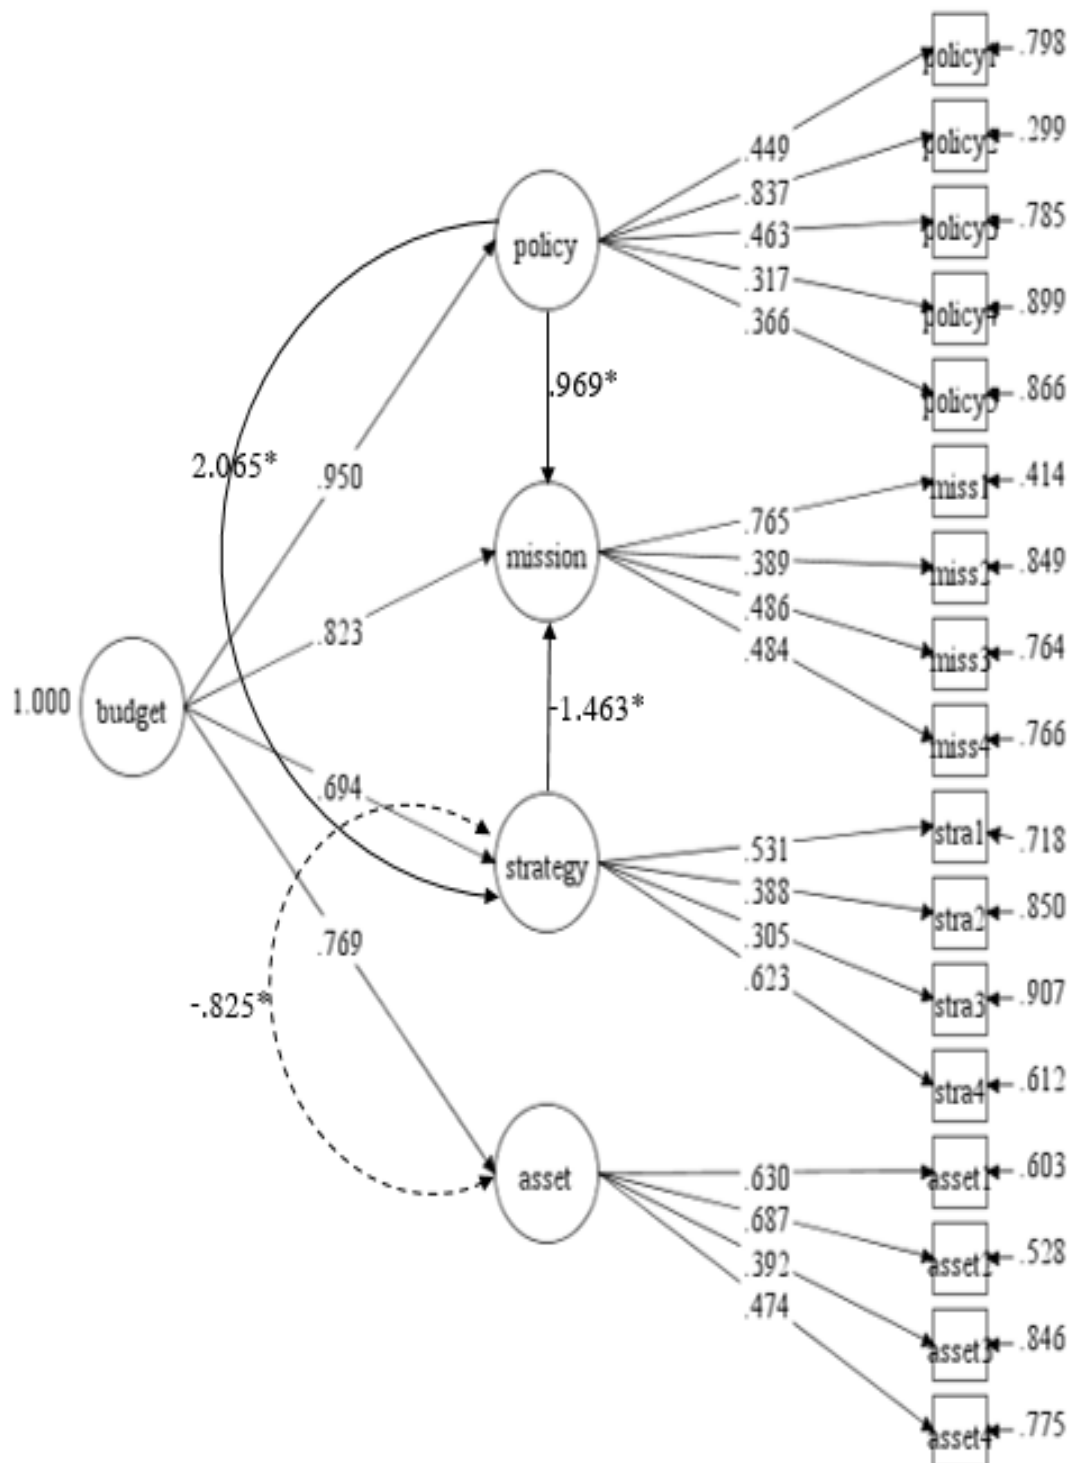 policy1 .798
.449
policy2 .299
.837
policy3 .785
policy
.463
.317
policy4 .899
.366
.969*
policy5 .866
2.065*
.950
miss1 .414
.765
mission
.389
miss2 .849
.486
.823
.484
miss3 .764
1.000 budget
-1.463*
miss4 .766
.694
stra1 .718
.531
strategy
.388
stra2 .850
.305
.769
.623
-.825*
stra3 .907
stra4 .612
asset
.630
asset1 .603
.687
.392
asset2 .528
.474
asset3 .846
asset4 .775